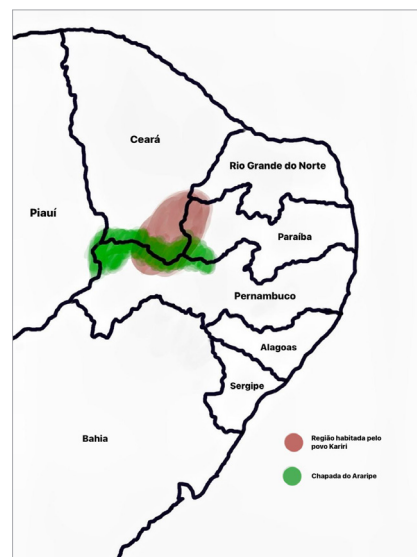 Ceará
Rio Grande do Norte
Piauí
Paraíba
Pernambuco
Alagoas
Sergipe
Bahia
Região habitada pelo
povo Kariri
Chapada do Araripe